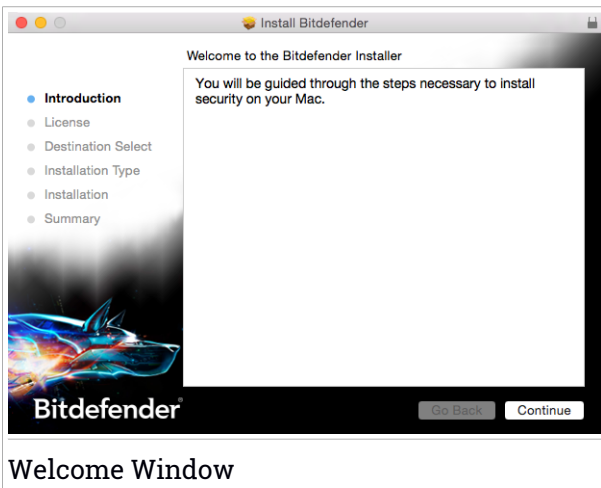 Install Bitdefender
Welcome to the Bitdefender Installer
You will be guided through the steps necessary to install
security on your Mac.
Introduction
License
Destination Select
Installation Type
Installation
Summary
Bitdefender
Go Back
Continue
Welcome Window